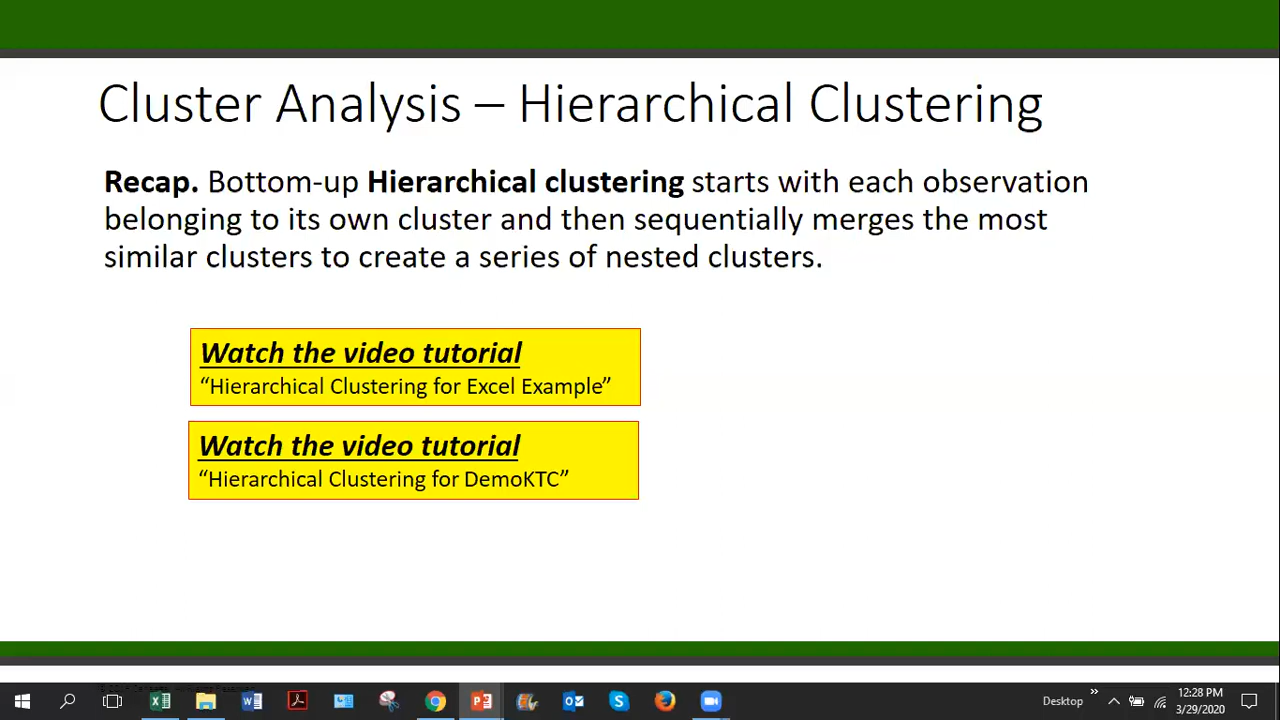 Cluster Analysis – Hierarchical Clustering
Recap. Bottom-up Hierarchical clustering starts with each observation
belonging to its own cluster and then sequentially merges the most
similar clusters to create a series of nested clusters.
Watch the video tutorial
“Hierarchical Clustering for Excel Example”
Watch the video tutorial
“Hierarchical Clustering for DemoKTC”
Desktop
12:28 PM
3/29/2020